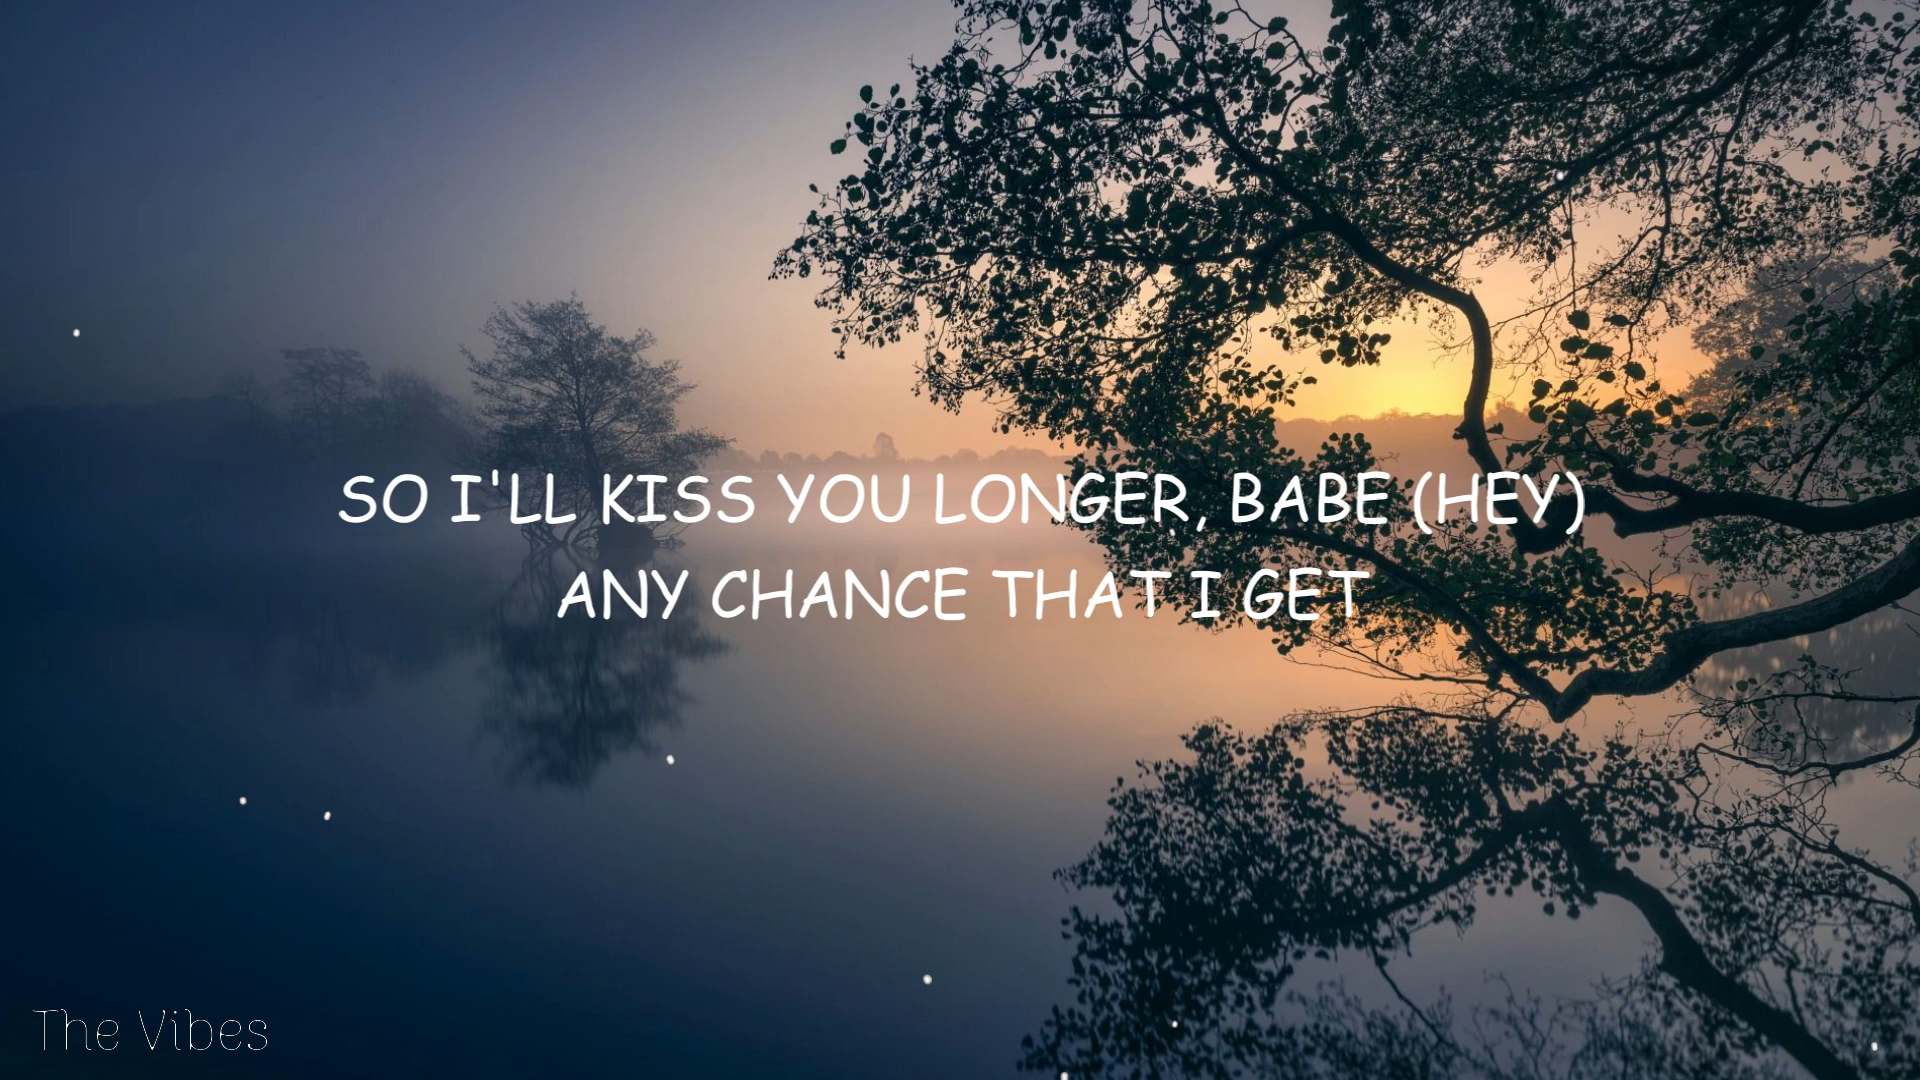 SO I'LL KISS YOU LONGER, BABE (HEY)
ANY CHANCE THAT I GET
The Vibes